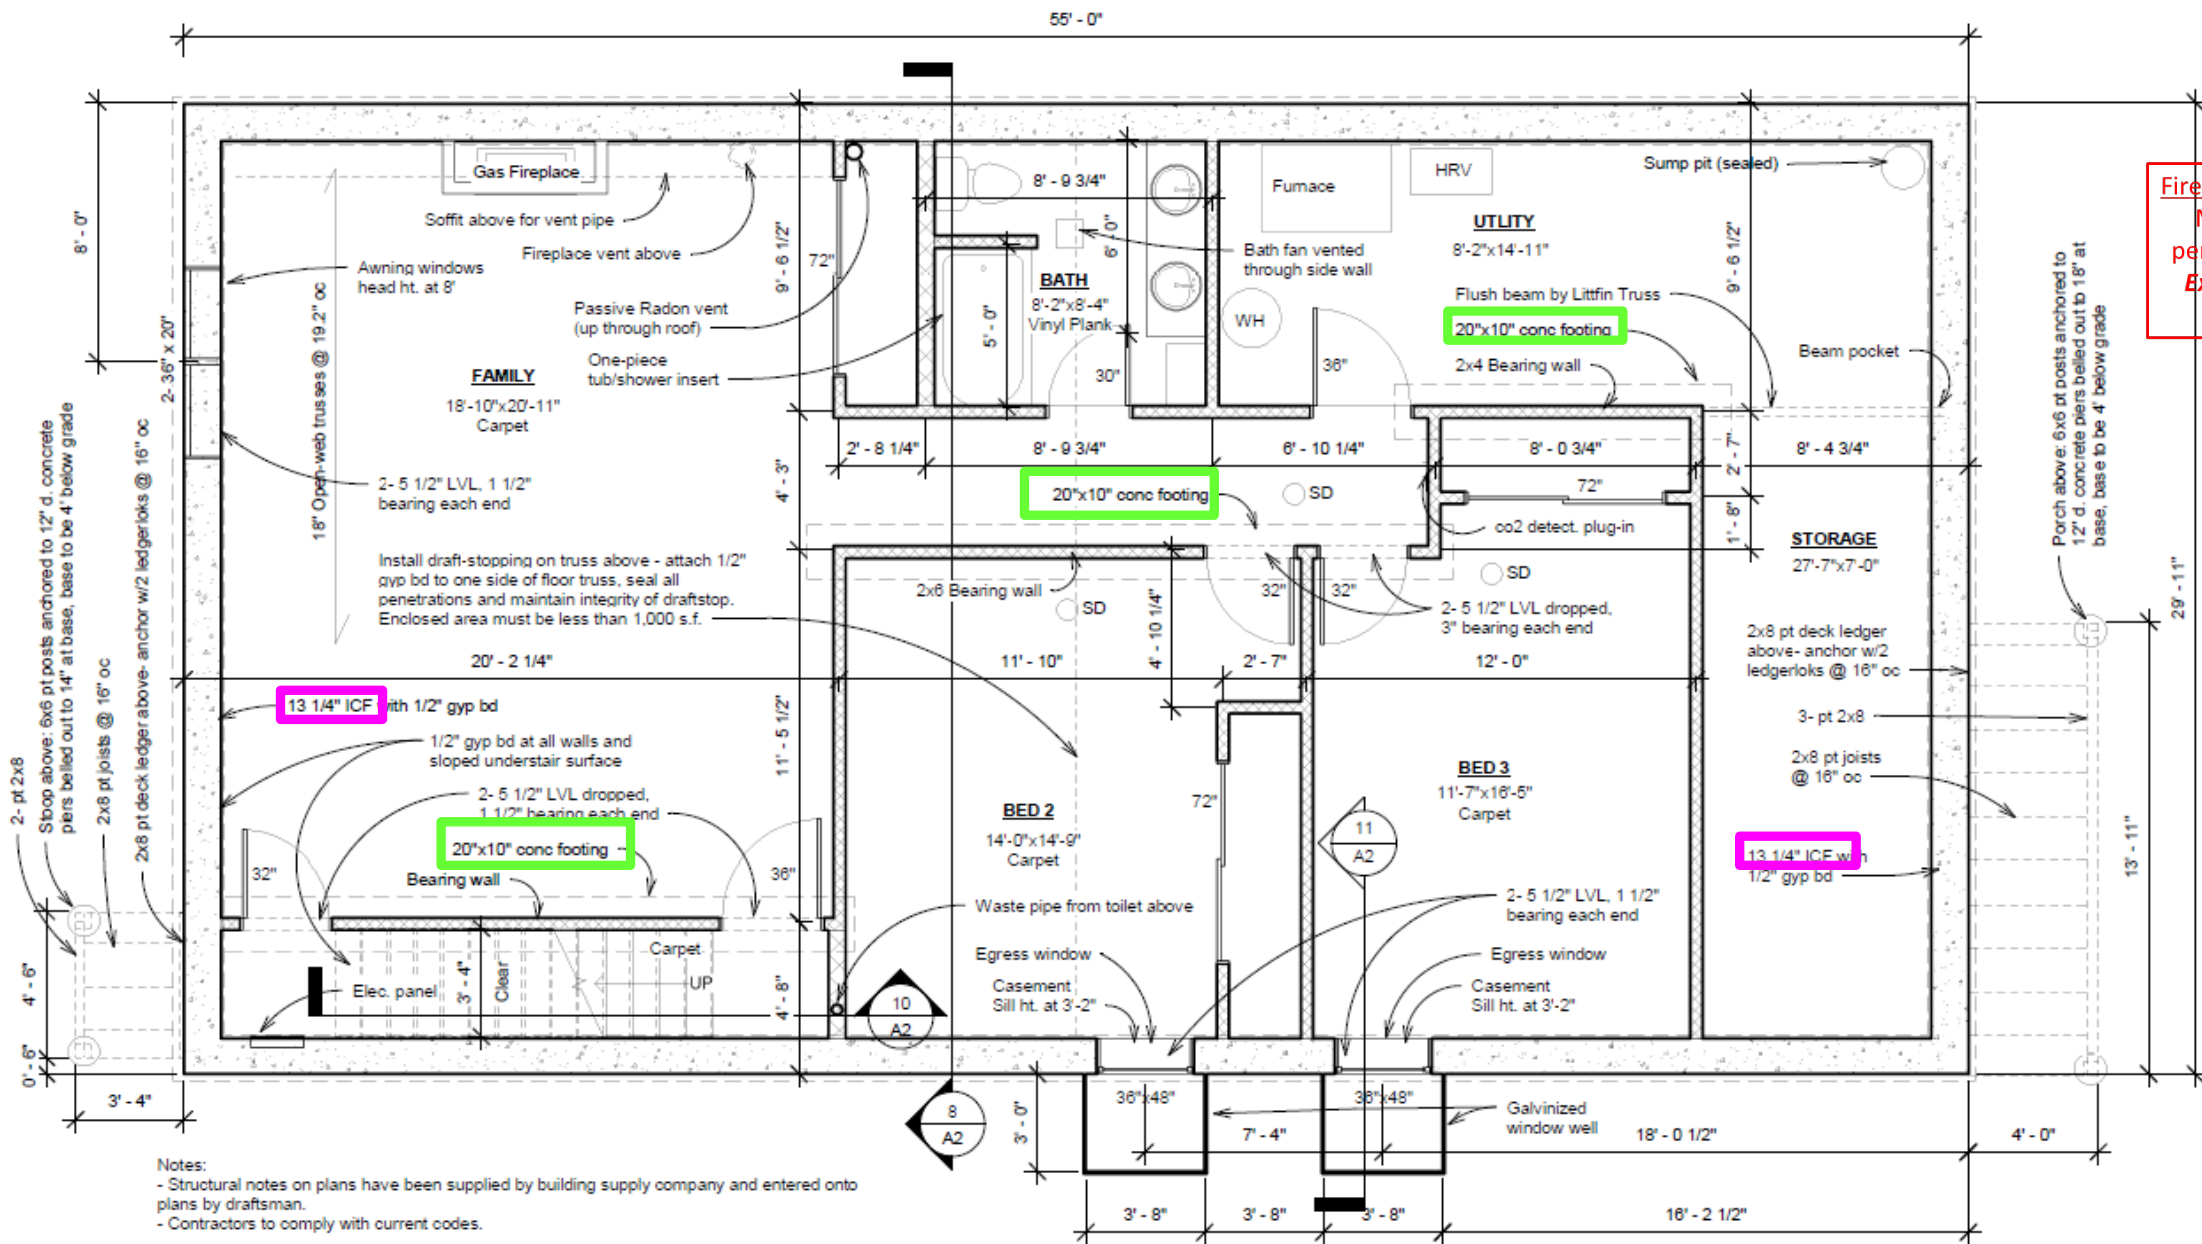 55' - 0"
8' - 0"
Gas Fireplace
Soffit above for vent pipe
Fireplace vent above
Awning windows
head ht. at 8'
2- 36" x 20"
18" Open-web trusses @ 19.2" oc
Passive Radon vent
(up through roof)
One-piece
tub/shower insert
FAMILY
18'-10"x20'-11"
Carpet
9' - 6 1/2"
72"
8' - 9 3/4"
6' - 0"
5' - 0"
BATH
8'-2"x8'-4"
Vinyl Plank
30"
Furnace
HRV
Sump pit (sealed)
UTLITY
8'-2"x14'-11"
Bath fan vented
through side wall
WH
36"
Flush beam by Littfin Truss
20"x10" conc footing
2x4 Bearing wall
Beam pocket
9' - 6 1/2"
Fire
per
Ex
Porch above: 6x6 pt posts anchored to
12" d. concrete piers belled out to 18" at
base, base to be 4' below grade
29' - 11"
2- 5 1/2" LVL, 1 1/2"
bearing each end
4' - 3"
2' - 8 1/4"
8' - 9 3/4"
6' - 10 1/4"
8' - 0 3/4"
2' - 7"
8' - 4 3/4"
20"x10" conc footing
SD
72"
co2 detect. plug-in
1' - 8"
STORAGE
27'-7"x7'-0"
Install draft-stopping on truss above - attach 1/2"
gyp bd to one side of floor truss, seal all
penetrations and maintain integrity of draftstop.
Enclosed area must be less than 1,000 s.f.
2x6 Bearing wall
SD
32"
32"
SD
2- 5 1/2" LVL dropped,
3" bearing each end
4' - 10 1/4"
2' - 7"
20' - 2 1/4"
11' - 10"
12' - 0"
2x8 pt deck ledger
above- anchor w/2
ledgerloks @ 16" oc
3- pt 2x8
2x8 pt joists
@ 16" oc
13' - 11"
13 1/4" ICF with 1/2" gyp bd
1/2" gyp bd at all walls and
sloped understair surface
11' - 5 1/2"
2- 5 1/2" LVL dropped,
1 1/2" bearing each end
20"x10" conc footing
Bearing wall
32"
36"
BED 2
14'-0"x14'-9"
Carpet
72"
BED 3
11'-7"x16'-5"
Carpet
11
A2
13 1/4" ICF with
1/2" gyp bd
2- pt 2x8
Stoop above: 6x6 pt posts anchored to 12" d. concrete
piers belled out to 14" at base, base to be 4' below grade
2x8 pt joists @ 16" oc
2x8 pt deck ledger above- anchor w/2 ledgerloks @ 16" oc
4' - 6"
0' - 6"
3' - 4"
Carpet
3' - 4"
Clear
UP
Elec. panel
4' - 8"
Waste pipe from toilet above
10
A2
Egress window
Casement
Sill ht. at 3'-2"
2- 5 1/2" LVL, 1 1/2"
bearing each end
Egress window
Casement
Sill ht. at 3'-2"
8
A2
3' - 0"
36"x48"
36"x48"
7' - 4"
Galvinized
window well
18' - 0 1/2"
4' - 0"
3' - 8"
3' - 8"
3' - 8"
16' - 2 1/2"
Notes:
- Structural notes on plans have been supplied by building supply company and entered onto
plans by draftsman.
- Contractors to comply with current codes.